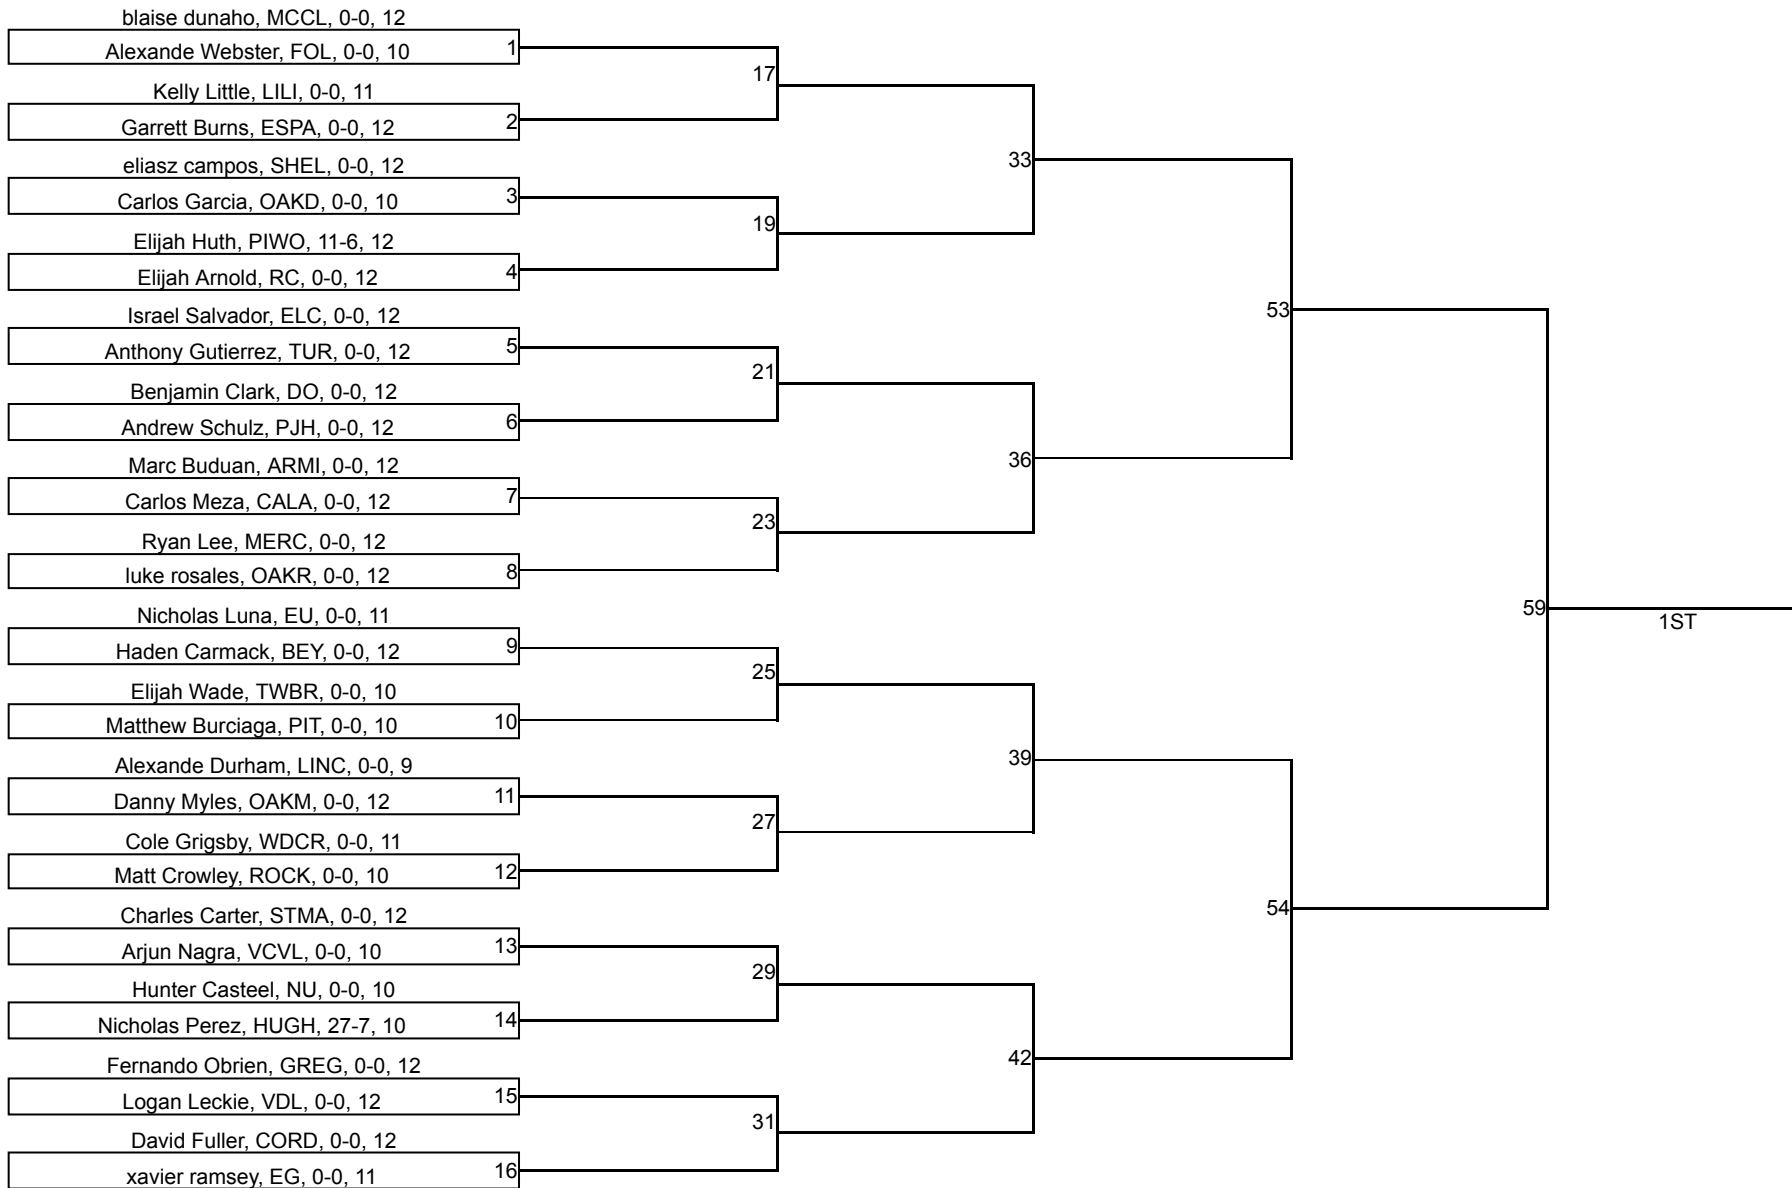 blaise dunaho, MCCL, 0-0, 12
Alexande Webster, FOL, 0-0, 10
1
17
Kelly Little, LILI, 0-0, 11
Garrett Burns, ESPA, 0-0, 12
2
eliasz campos, SHEL, 0-0, 12
33
Carlos Garcia, OAKD, 0-0, 10
3
19
Elijah Huth, PIWO, 11-6, 12
Elijah Arnold, RC, 0-0, 12
4
Israel Salvador, ELC, 0-0, 12
53
Anthony Gutierrez, TUR, 0-0, 12
5
21
Benjamin Clark, DO, 0-0, 12
Andrew Schulz, PJH, 0-0, 12
6
Marc Buduan, ARMI, 0-0, 12
36
Carlos Meza, CALA, 0-0, 12
7
23
Ryan Lee, MERC, 0-0, 12
luke rosales, OAKR, 0-0, 12
8
Nicholas Luna, EU, 0-0, 11
59
1ST
Haden Carmack, BEY, 0-0, 12
9
25
Elijah Wade, TWBR, 0-0, 10
Matthew Burciaga, PIT, 0-0, 10
10
Alexande Durham, LINC, 0-0, 9
39
Danny Myles, OAKM, 0-0, 12
11
27
Cole Grigsby, WDCR, 0-0, 11
Matt Crowley, ROCK, 0-0, 10
12
Charles Carter, STMA, 0-0, 12
54
Arjun Nagra, VCVL, 0-0, 10
13
29
Hunter Casteel, NU, 0-0, 10
Nicholas Perez, HUGH, 27-7, 10
14
Fernando Obrien, GREG, 0-0, 12
42
Logan Leckie, VDL, 0-0, 12
15
31
David Fuller, CORD, 0-0, 12
xavier ramsey, EG, 0-0, 11
16